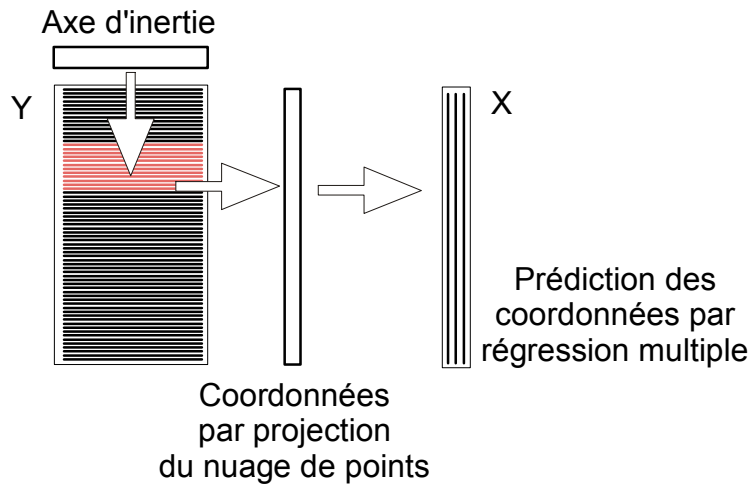 Axe d'inertie
Y
X
Prédiction des
coordonnées par
régression multiple
Coordonnées
par projection
du nuage de points